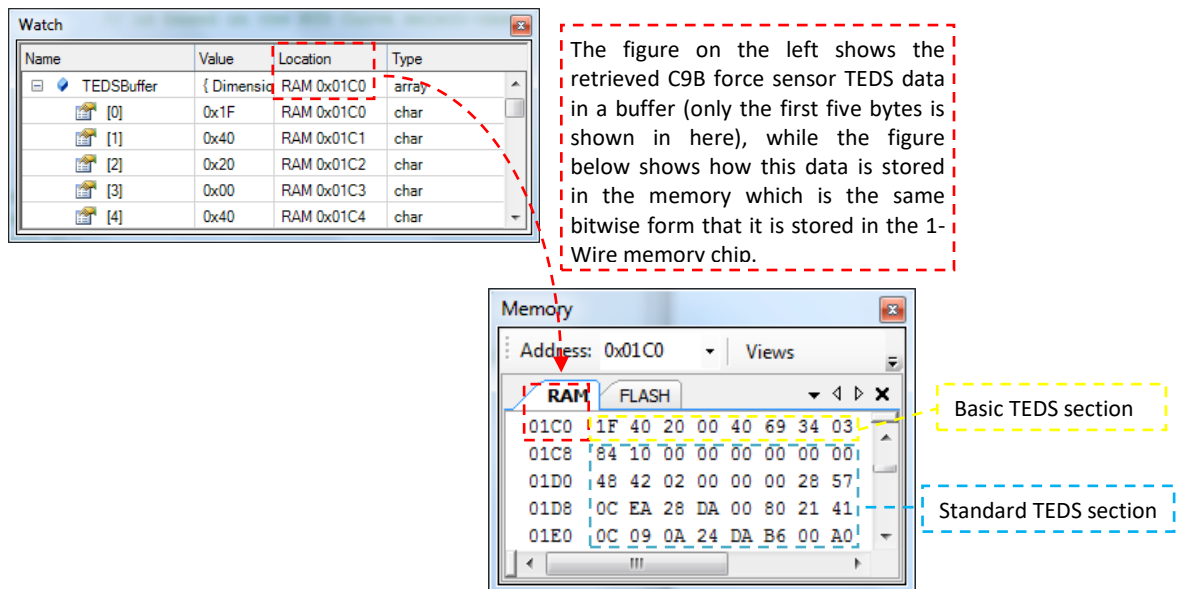 Watch
Name Value Location Type
TEDSBuffer { Dimensio RAM 0x01C0 array
[0] 0x1F RAM 0x01C0 char
[1] 0x40 RAM 0x01C1 char
[2] 0x20 RAM 0x01C2 char
[3] 0x00 RAM 0x01C3 char
[4] 0x40 RAM 0x01C4 char
The figure on the left shows the
retrieved C9B force sensor TEDS data
in a buffer (only the first five bytes is
shown in here), while the figure
below shows how this data is stored
in the memory which is the same
bitwise form that it is stored in the 1-
Wire memory chip.
Memory
Address: 0x01C0 Views
RAM FLASH
01C0 1F 40 20 00 40 69 34 03
01C8 84 10 00 00 00 00 00 00
01D0 48 42 02 00 00 00 28 57
01D8 0C EA 28 DA 00 80 21 41
01E0 0C 09 0A 24 DA B6 00 A0
Basic TEDS section
Standard TEDS section